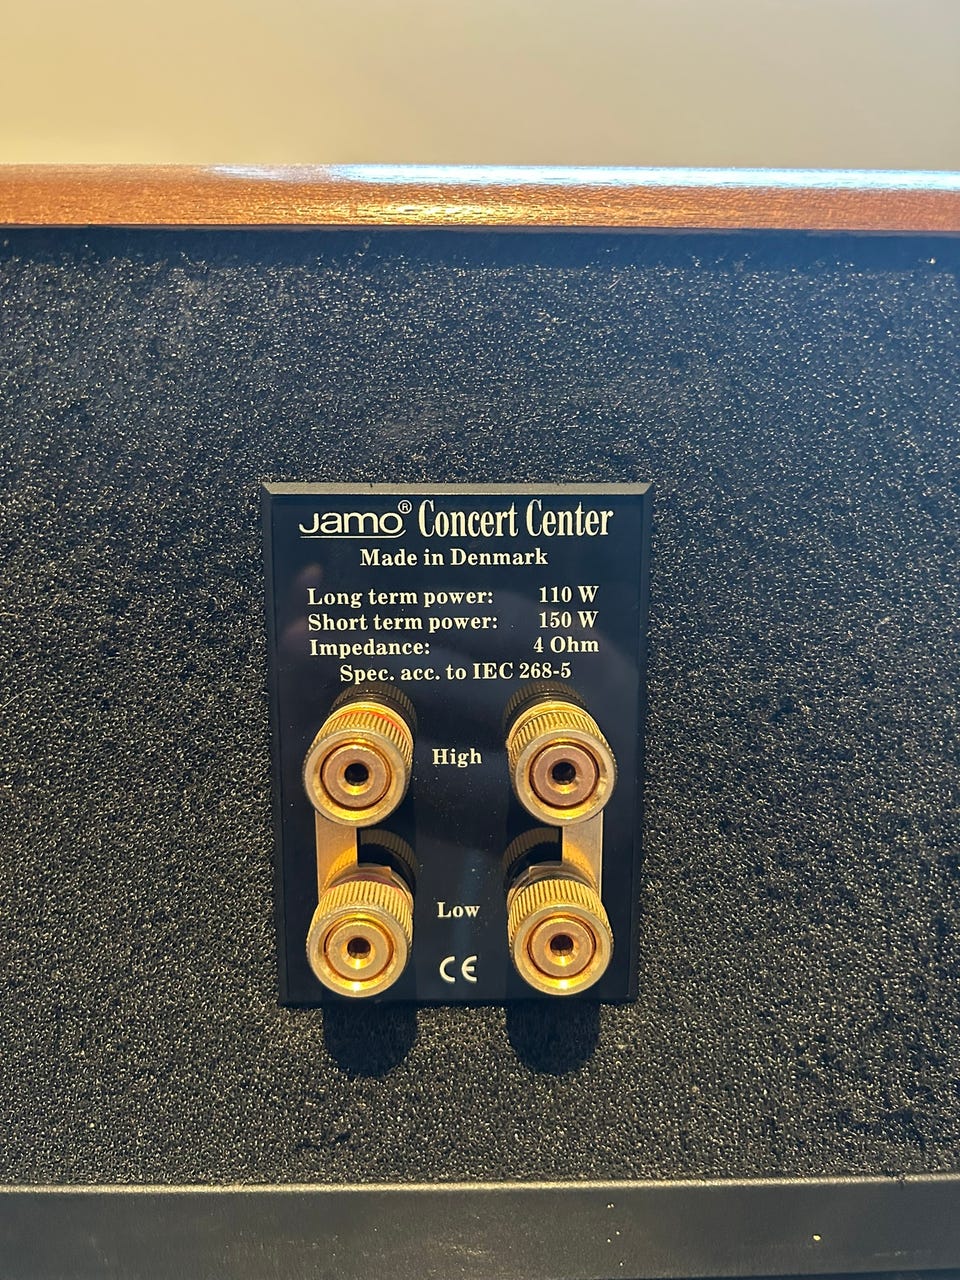 Jamo® Concert Center
Made in Denmark
Long term power: 110 W
Short term power: 150 W
Impedance: 4 Ohm
Spec. acc. to IEC 268-5
High
Low
CE